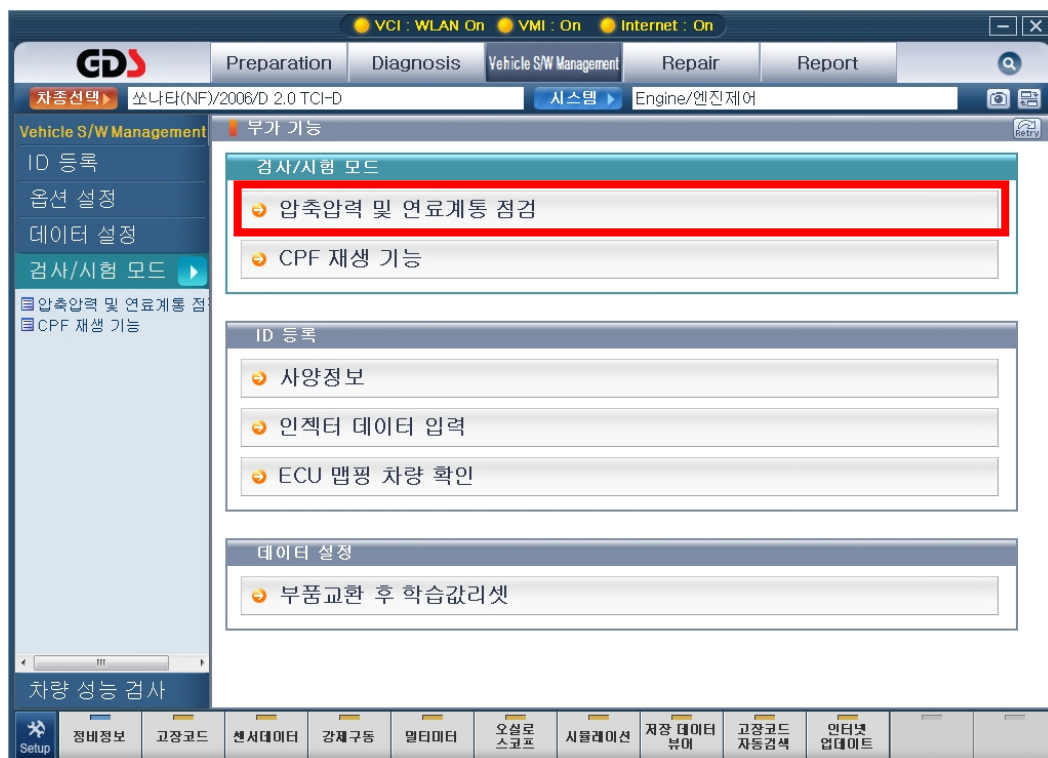 VCI : WLAN On VMI : On Internet : On
GDS Preparation Diagnosis Vehicle S/W Management Repair Report
차종선택 쏘나타(NF)/2006/D 2.0 TCI-D 시스템 Engine/엔진제어
Vehicle S/W Management
ID 등록
옵션 설정
데이터 설정
검사/시험 모드
압축압력 및 연료계통 점
CPF 재생 기능
차량 성능 검사
부가 기능 Retry
검사/시험 모드
압축압력 및 연료계통 점검
CPF 재생 기능
ID 등록
사양정보
인젝터 데이터 입력
ECU 맵핑 차량 확인
데이터 설정
부품교환 후 학습값리셋
Setup 정비정보 고장코드 센서데이터 강제구동 멀티미터 오실로 스코프 시뮬레이션 저장 데이터 뷰어 고장코드 자동검색 인터넷 업데이트